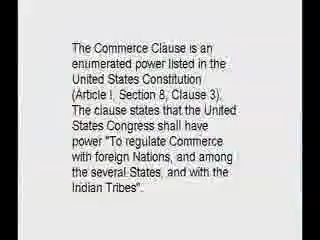 The Commerce Clause is an
enumerated power listed in the
United States Constitution
(Article I, Section 8, Clause 3).
The clause states that the United
States Congress shall have
power "To regulate Commerce
with foreign Nations, and among
the several States, and with the
Indian Tribes".